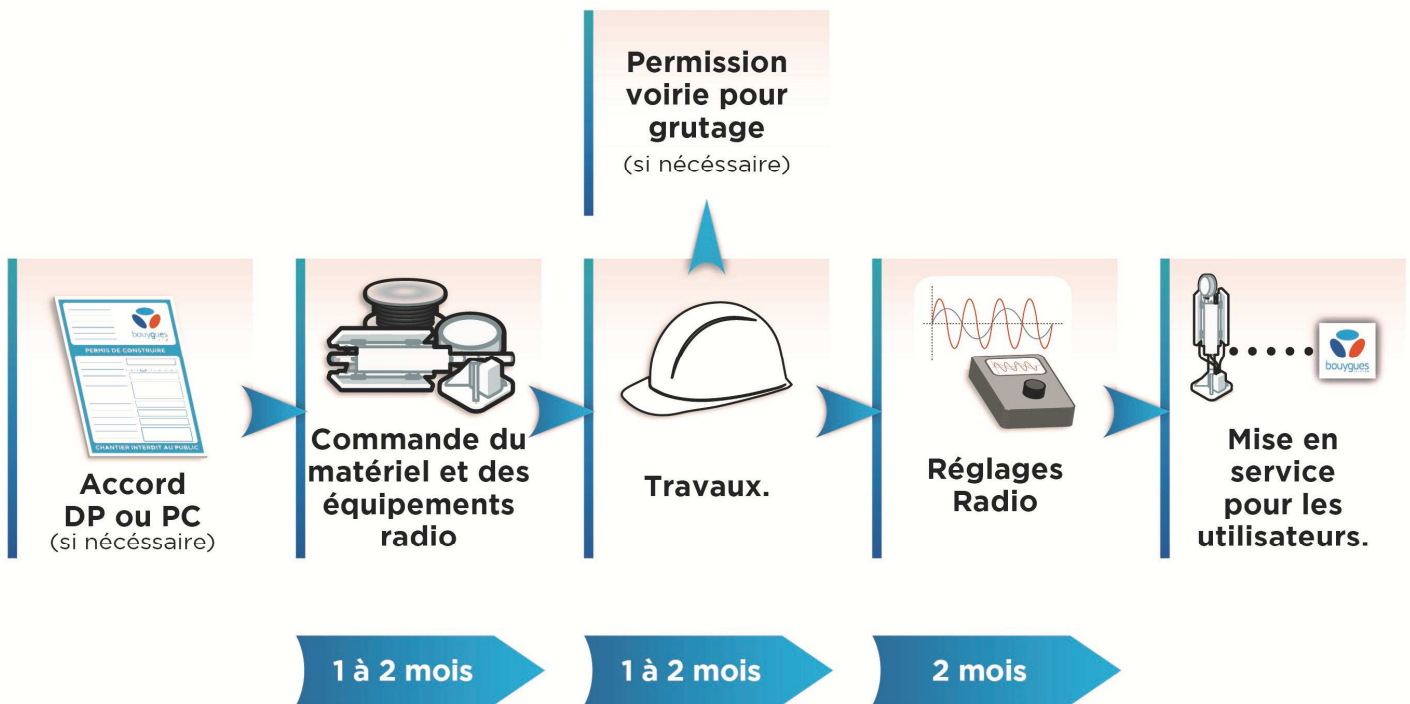 Permission
voirie pour
grutage
(si nécéssaire)
bouygues
PERMIS DE CONSTRUIRE
CHANTIER INTERDIT AU PUBLIC
Accord
DP ou PC
(si nécéssaire)
Commande du
matériel et des
équipements
radio
Travaux.
Réglages
Radio
bouygues
Mise en
service
pour les
utilisateurs.
1 à 2 mois
1 à 2 mois
2 mois